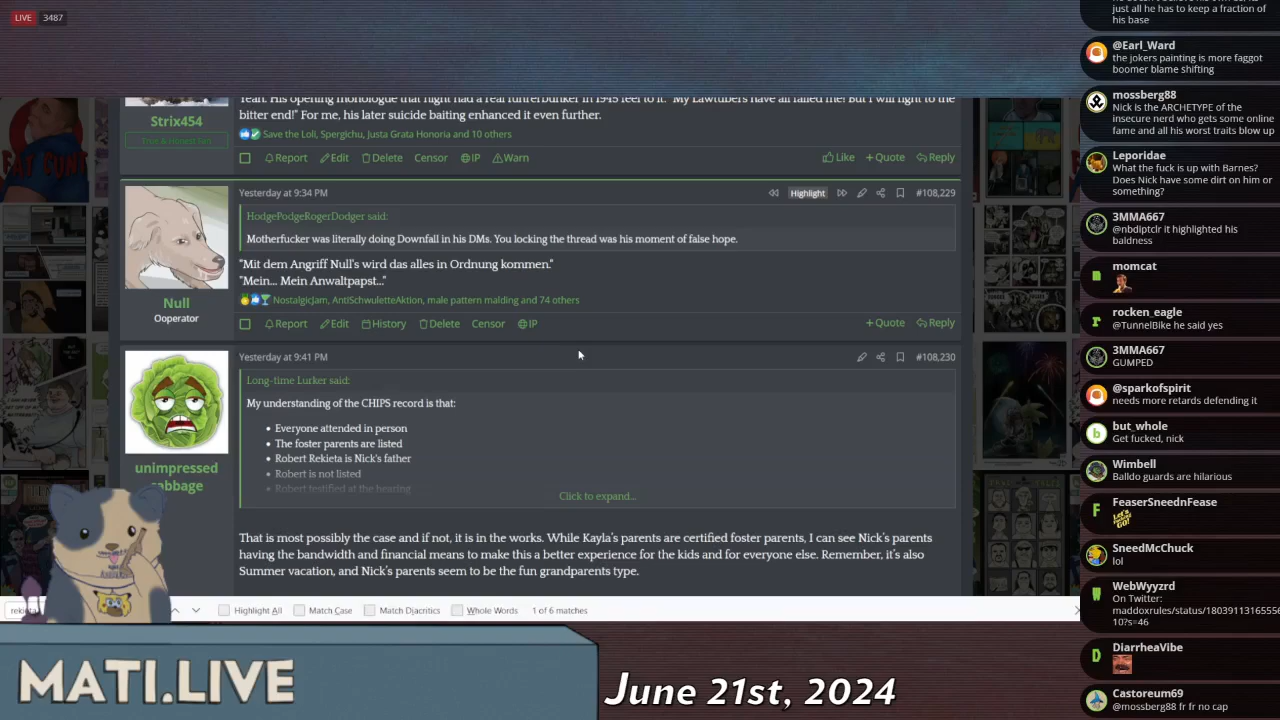 LIVE 3487
Strix454
True & Honest Fan
Yeah. His opening monologue that night had a real führerbunker in 1945 feel to it. "My Lawtubers have all failed me! But I will fight to the
bitter end!" For me, his later suicide baiting enhanced it even further.
Save the Loli, Spergichu, Justa Grata Honoria and 10 others
Report Edit Delete Censor IP Warn Like + Quote Reply
Yesterday at 9:34 PM Highlight #108,229
HodgePodgeRogerDodger said:
Motherfucker was literally doing Downfall in his DMs. You locking the thread was his moment of false hope.
"Mit dem Angriff Null's wird das alles in Ordnung kommen."
"Mein... Mein Anwaltpapst..."
NostalgicJam, AntiSchwuletteAktion, male pattern malding and 74 others
Null
Ooperator
Report Edit History Delete Censor IP + Quote Reply
Yesterday at 9:41 PM #108,230
Long-time Lurker said:
My understanding of the CHIPS record is that:
Everyone attended in person
The foster parents are listed
Robert Rekieta is Nick's father
Robert is not listed
Robert testified at the hearing
Click to expand...
unimpressed
cabbage
That is most possibly the case and if not, it is in the works. While Kayla's parents are certified foster parents, I can see Nick's parents
having the bandwidth and financial means to make this a better experience for the kids and for everyone else. Remember, it's also
Summer vacation, and Nick's parents seem to be the fun grandparents type.
Highlight All Match Case Match Diacritics Whole Words 1 of 6 matches
MATI.LIVE
June 21st, 2024
just all he has to keep a fraction of
his base
@Earl_Ward
the jokers painting is more faggot
boomer blame shifting
mossberg88
Nick is the ARCHETYPE of the
insecure nerd who gets some online
fame and all his worst traits blow up
Leporidae
What the fuck is up with Barnes?
Does Nick have some dirt on him or
something?
3MMA667
@nbdiptclr it highlighted his
baldness
momcat
rocken_eagle
@TunnelBike he said yes
3MMA667
GUMPED
@sparkofspirit
needs more retards defending it
but_whole
Get fucked, nick
Wimbell
Balldo guards are hilarious
FeaserSneednFease
LET'S GO!
SneedMcChuck
lol
WebWyyzrd
On Twitter:
maddoxrules/status/18039113165556
10?s=46
DiarrheaVibe
Castoreum69
@mossberg88 fr fr no cap